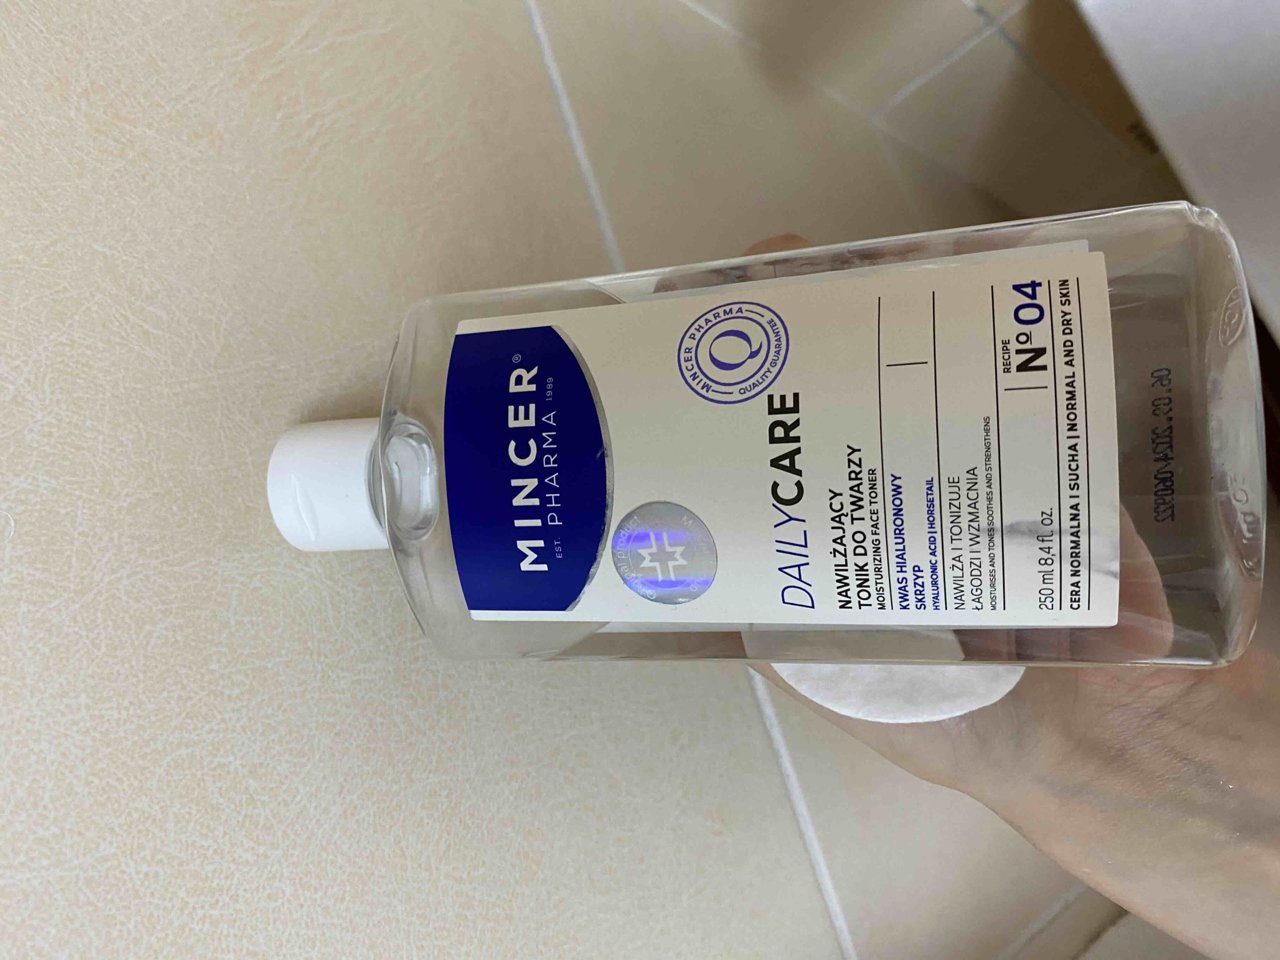 MINCER®
EST. PHARMA 1989
Original Product
MINCER PHARMA
Q
QUALITY GUARANTEE
DAILYCARE
NAWILŻAJĄCY
TONIK DO TWARZY
MOISTURIZING FACE TONER
KWAS HIALURONOWY |
SKRZYP
HYALURONIC ACID | HORSETAIL
NAWILŻA I TONIZUJE
ŁAGODZI I WZMACNIA
MOISTURISES AND TONES SOOTHES AND STRENGTHENS
RECIPE
Nº 04
250 ml 8,4 fl. oz.
CERA NORMALNA I SUCHA | NORMAL AND DRY SKIN